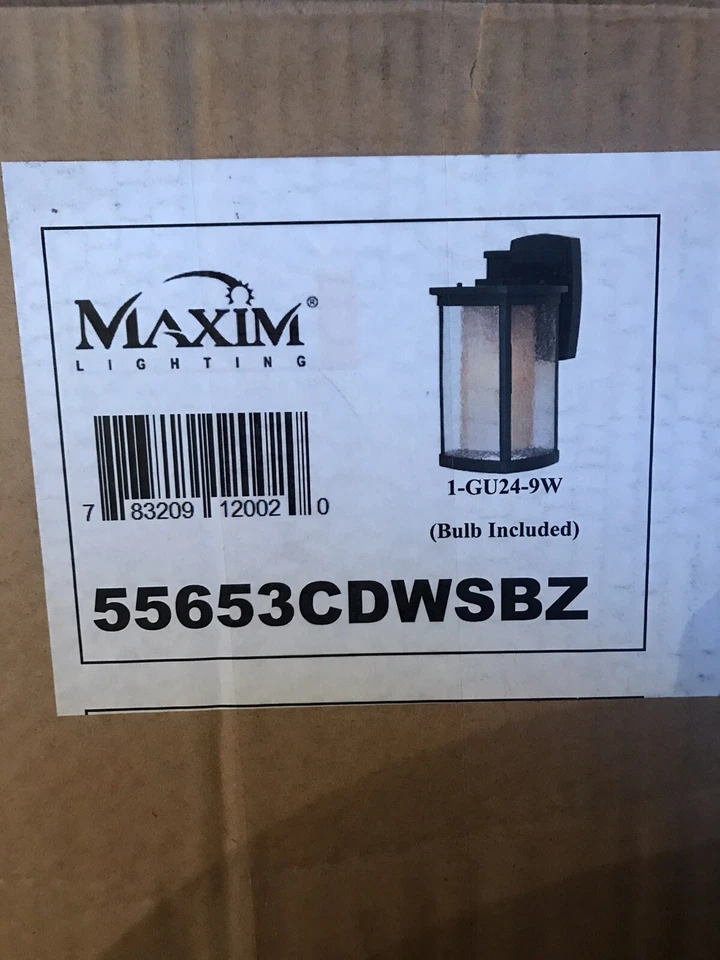 MAXIM®
LIGHTING
7 83209 12002 0
1-GU24-9W
(Bulb Included)
55653CDWSBZ